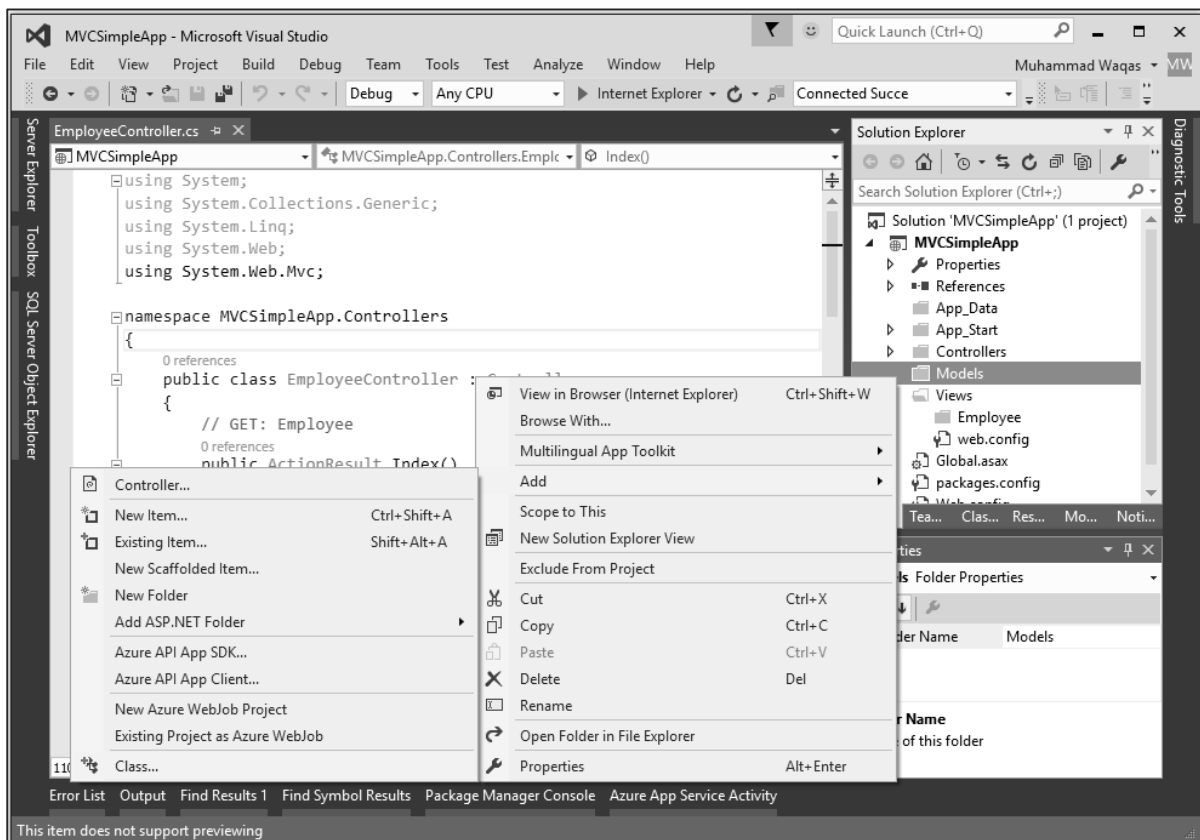 MVCSimpleApp - Microsoft Visual Studio
Quick Launch (Ctrl+Q)
File Edit View Project Build Debug Team Tools Test Analyze Window Help
Muhammad Waqas
MW
Debug
Any CPU
Internet Explorer
Connected Succe
Server Explorer
Toolbox
SQL Server Object Explorer
EmployeeController.cs
MVCSimpleApp
MVCSimpleApp.Controllers.Emplc
Index()
using System;
using System.Collections.Generic;
using System.Linq;
using System.Web;
using System.Web.Mvc;
namespace MVCSimpleApp.Controllers
{
0 references
public class EmployeeController :
{
// GET: Employee
0 references
public ActionResult Index()
110
Controller...
New Item... Ctrl+Shift+A
Existing Item... Shift+Alt+A
New Scaffolded Item...
New Folder
Add ASP.NET Folder
Azure API App SDK...
Azure API App Client...
New Azure WebJob Project
Existing Project as Azure WebJob
Class...
View in Browser (Internet Explorer) Ctrl+Shift+W
Browse With...
Multilingual App Toolkit
Add
Scope to This
New Solution Explorer View
Exclude From Project
Cut Ctrl+X
Copy Ctrl+C
Paste Ctrl+V
Delete Del
Rename
Open Folder in File Explorer
Properties Alt+Enter
Solution Explorer
Search Solution Explorer (Ctrl+;)
Solution 'MVCSimpleApp' (1 project)
MVCSimpleApp
Properties
References
App_Data
App_Start
Controllers
Models
Views
Employee
web.config
Global.asax
packages.config
Web.config
Tea... Clas... Res... Mo... Noti...
ties
ls Folder Properties
der Name Models
r Name
of this folder
Diagnostic Tools
Error List Output Find Results 1 Find Symbol Results Package Manager Console Azure App Service Activity
This item does not support previewing